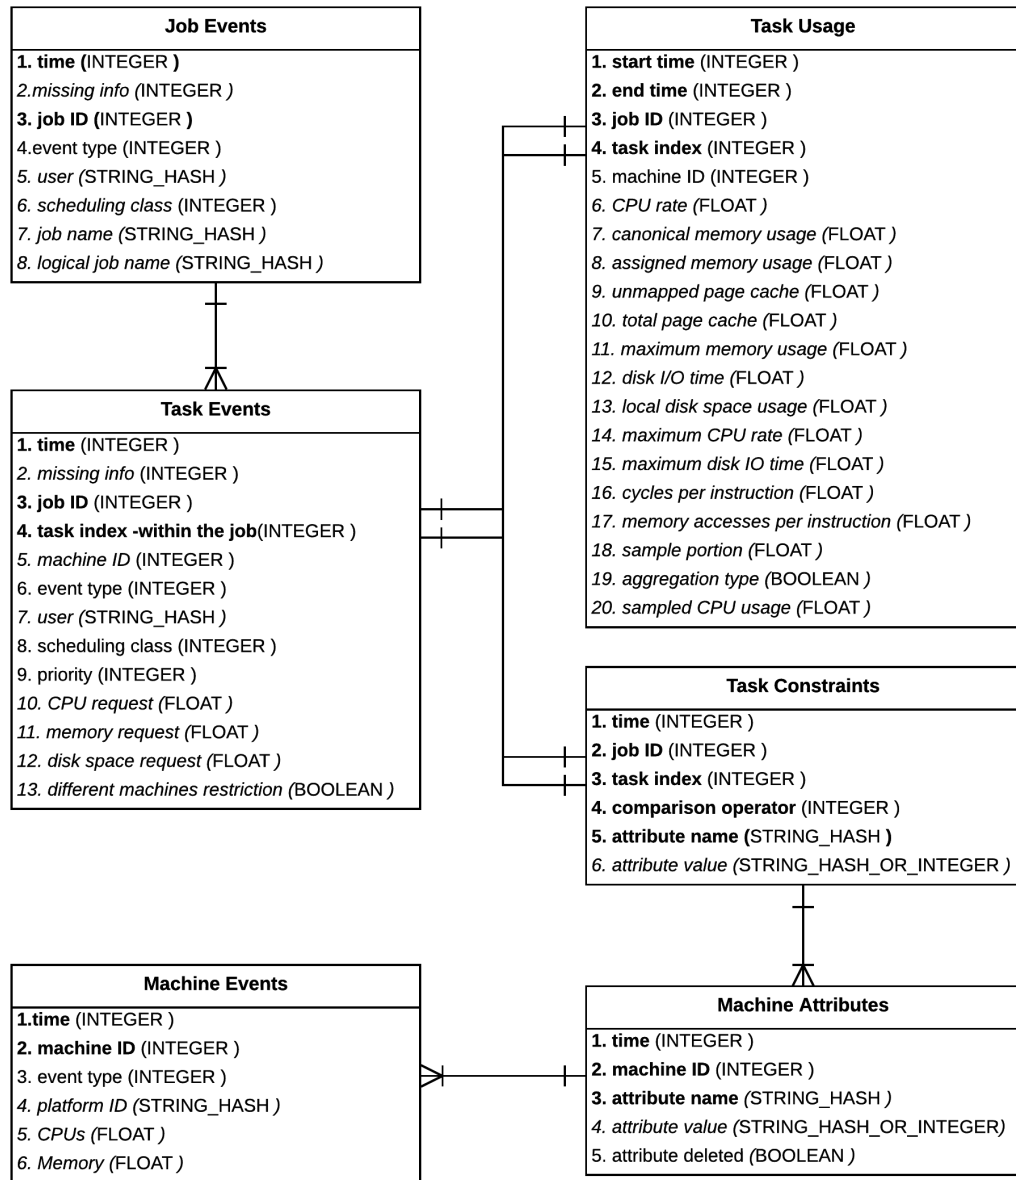 Job Events
1. time (INTEGER )
2.missing info (INTEGER )
3. job ID (INTEGER )
4.event type (INTEGER )
5. user (STRING_HASH )
6. scheduling class (INTEGER )
7. job name (STRING_HASH )
8. logical job name (STRING_HASH )
Task Events
1. time (INTEGER )
2. missing info (INTEGER )
3. job ID (INTEGER )
4. task index -within the job(INTEGER )
5. machine ID (INTEGER )
6. event type (INTEGER )
7. user (STRING_HASH )
8. scheduling class (INTEGER )
9. priority (INTEGER )
10. CPU request (FLOAT )
11. memory request (FLOAT )
12. disk space request (FLOAT )
13. different machines restriction (BOOLEAN )
Machine Events
1.time (INTEGER )
2. machine ID (INTEGER )
3. event type (INTEGER )
4. platform ID (STRING_HASH )
5. CPUs (FLOAT )
6. Memory (FLOAT )
Task Usage
1. start time (INTEGER )
2. end time (INTEGER )
3. job ID (INTEGER )
4. task index (INTEGER )
5. machine ID (INTEGER )
6. CPU rate (FLOAT )
7. canonical memory usage (FLOAT )
8. assigned memory usage (FLOAT )
9. unmapped page cache (FLOAT )
10. total page cache (FLOAT )
11. maximum memory usage (FLOAT )
12. disk I/O time (FLOAT )
13. local disk space usage (FLOAT )
14. maximum CPU rate (FLOAT )
15. maximum disk IO time (FLOAT )
16. cycles per instruction (FLOAT )
17. memory accesses per instruction (FLOAT )
18. sample portion (FLOAT )
19. aggregation type (BOOLEAN )
20. sampled CPU usage (FLOAT )
Task Constraints
1. time (INTEGER )
2. job ID (INTEGER )
3. task index (INTEGER )
4. comparison operator (INTEGER )
5. attribute name (STRING_HASH )
6. attribute value (STRING_HASH_OR_INTEGER )
Machine Attributes
1. time (INTEGER )
2. machine ID (INTEGER )
3. attribute name (STRING_HASH )
4. attribute value (STRING_HASH_OR_INTEGER)
5. attribute deleted (BOOLEAN )